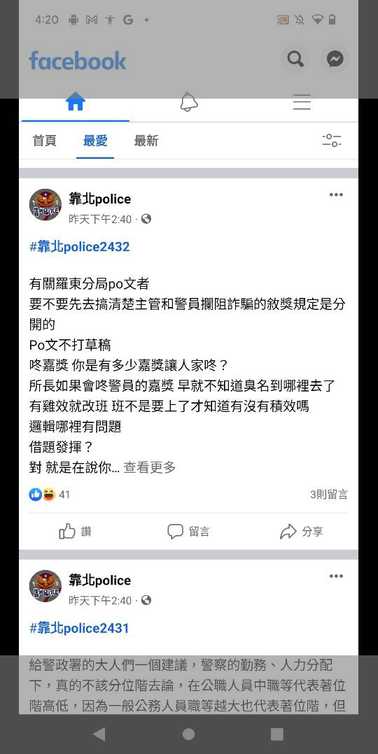 4:20
facebook
首頁 最愛 最新
靠北police
昨天下午2:40
#靠北police2432
有關羅東分局po文者
要不要先去搞清楚主管和警員攔阻詐騙的敘獎規定是分
開的
Po文不打草稿
咚嘉獎 你是有多少嘉獎讓人家咚？
所長如果會咚警員的嘉獎 早就不知道臭名到哪裡去了
有雞效就改班 班不是要上了才知道有沒有積效嗎
邏輯哪裡有問題
借題發揮？
對 就是在說你... 查看更多
41
3則留言
讚 留言 分享
靠北police
昨天下午2:40
#靠北police2431
給警政署的大人們一個建議，警察的勤務、人力分配
下，真的不該分位階去論，在公職人員中職等代表著位
階高低，因為一般公務人員職等越大也代表著位階，但